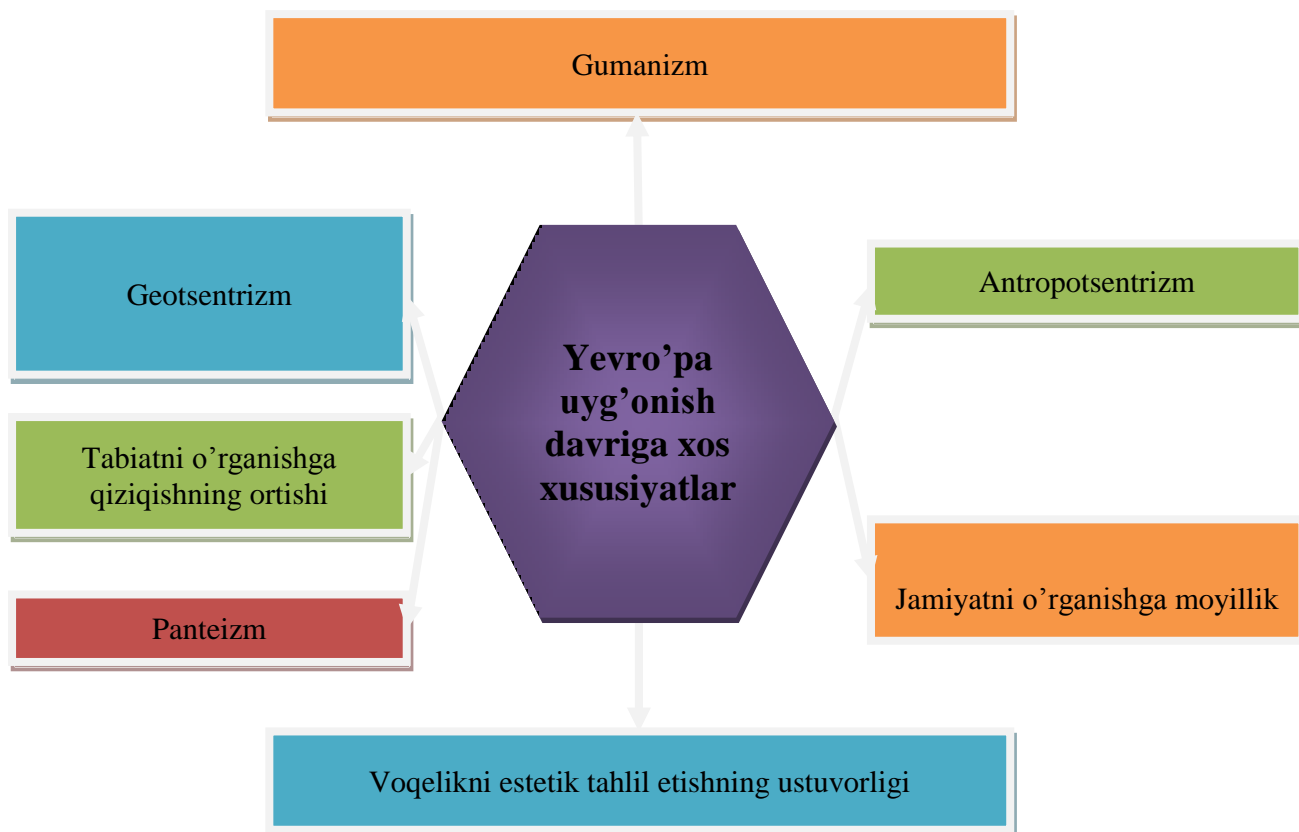 Gumanizm
Geotsentrizm
Antropotsentrizm
Yevro’pa
uyg’onish
davriga xos
xususiyatlar
Tabiatni o’rganishga
qiziqishning ortishi
Jamiyatni o’rganishga moyillik
Panteizm
Voqelikni estetik tahlil etishning ustuvorligi